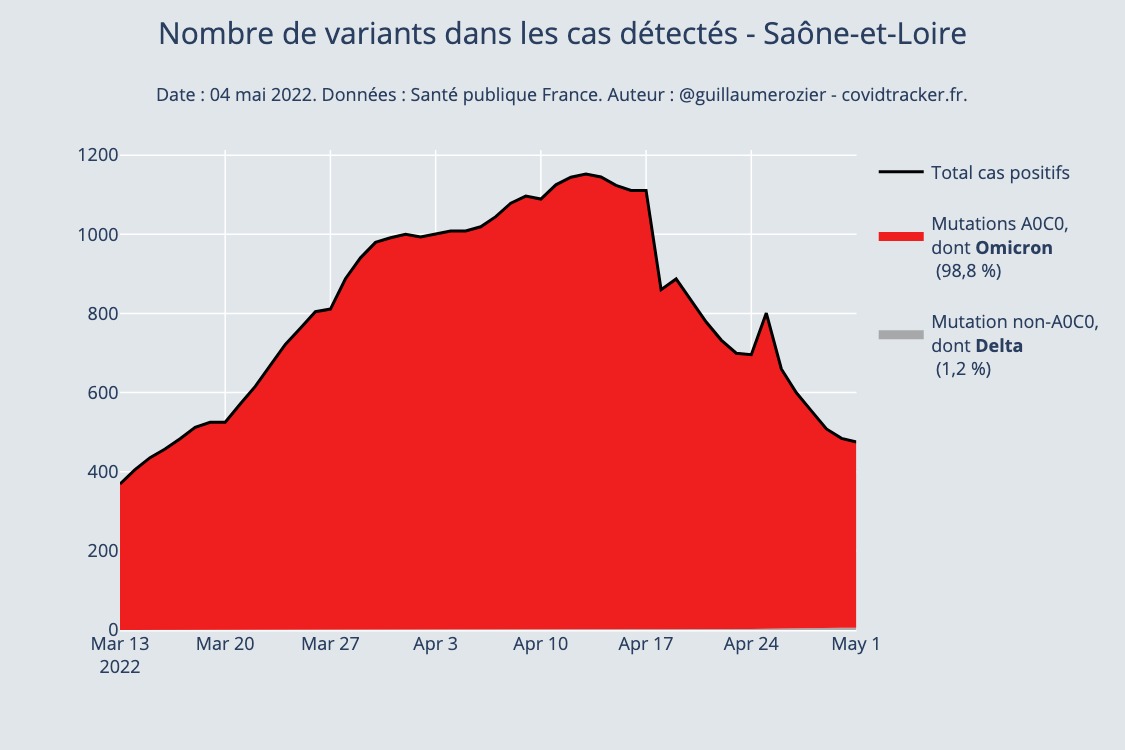 Nombre de variants dans les cas détectés - Saône-et-Loire
Date : 04 mai 2022. Données : Santé publique France. Auteur : @guillaumerozier - covidtracker.fr.
1200
1000
800
600
400
200
0
Mar 13
2022
Mar 20
Mar 27
Apr 3
Apr 10
Apr 17
Apr 24
May 1
Total cas positifs
Mutations A0C0,
dont Omicron
(98,8 %)
Mutation non-A0C0,
dont Delta
(1,2 %)